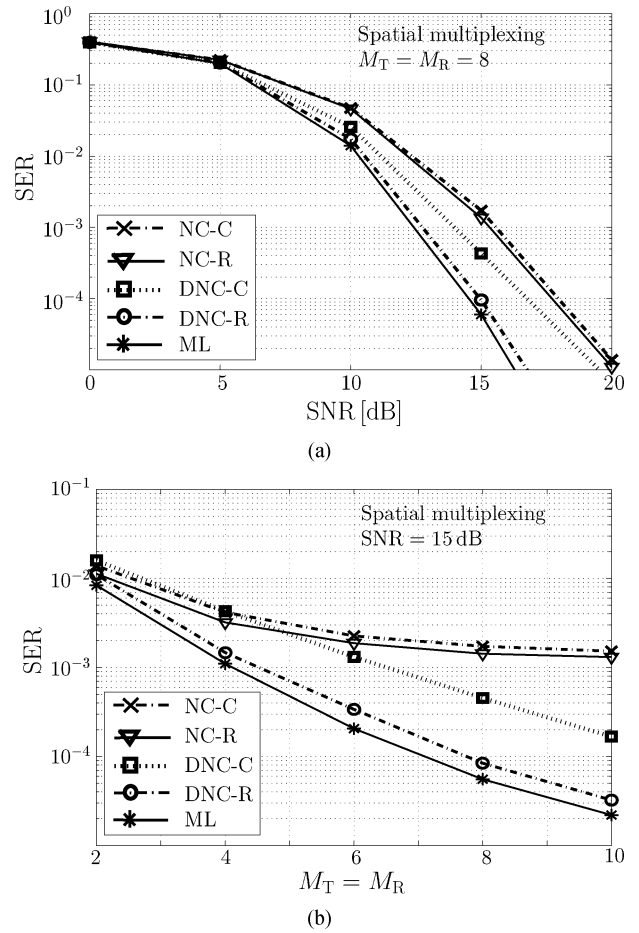 10^0
10^-1
10^-2
10^-3
10^-4
SER
Spatial multiplexing
M_T = M_R = 8
NC-C
NC-R
DNC-C
DNC-R
ML
0 5 10 15 20
SNR [dB]
(a)
10^-1
10^-2
10^-3
10^-4
SER
Spatial multiplexing
SNR = 15 dB
NC-C
NC-R
DNC-C
DNC-R
ML
2 4 6 8 10
M_T = M_R
(b)